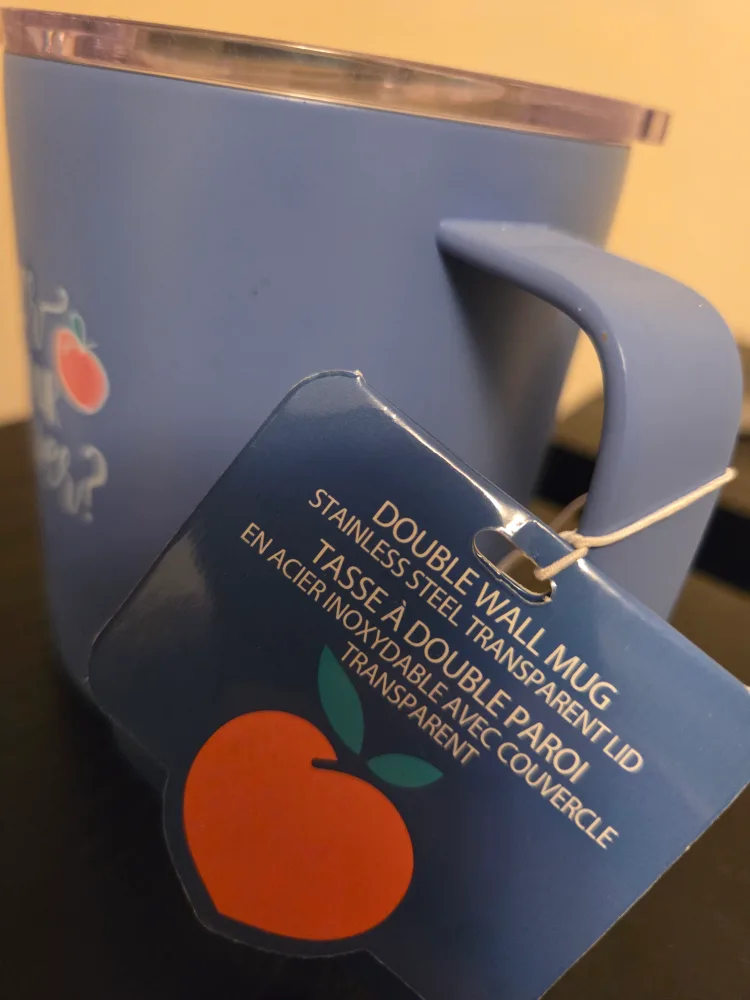 DOUBLE WALL MUG
STAINLESS STEEL TRANSPARENT LID
TASSE À DOUBLE PAROI
EN ACIER INOXYDABLE AVEC COUVERCLE
TRANSPARENT